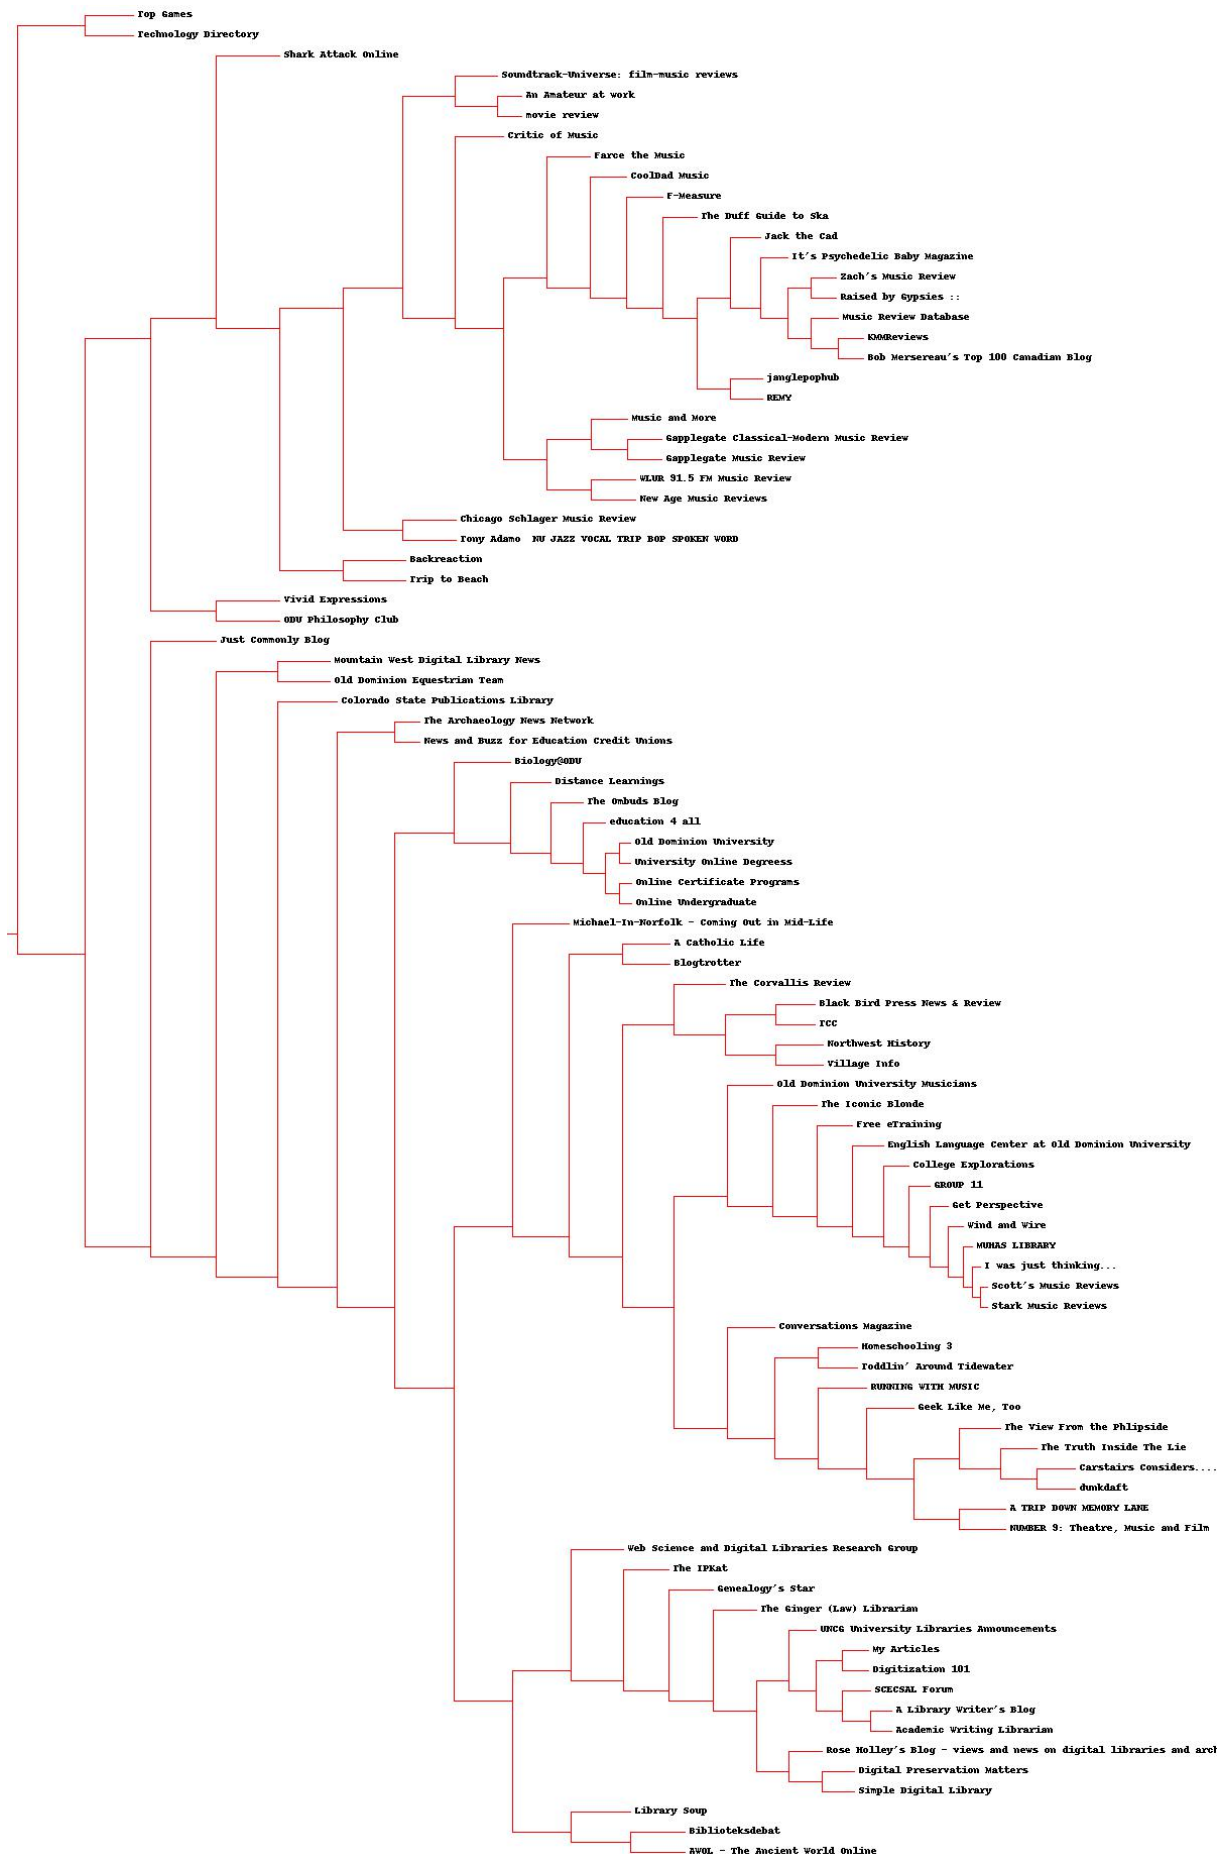 Top Games
Technology Directory
Shark Attack Online
Soundtrack-Universe: film-music reviews
An Amateur at work
movie review
Critic of Music
Farce the Music
CoolDad Music
F-Measure
The Duff Guide to Ska
Jack the Cad
It's Psychedelic Baby Magazine
Zach's Music Review
Raised by Gypsies ::
Music Review Database
KMMReviews
Bob Mersereau's Top 100 Canadian Blog
janglepophub
REMY
Music and More
Gapplegate Classical-Modern Music Review
Gapplegate Music Review
WLUR 91.5 FM Music Review
New Age Music Reviews
Chicago Schlager Music Review
Tony Adamo  NU JAZZ VOCAL TRIP BOP SPOKEN WORD
Backreaction
Trip to Beach
Vivid Expressions
ODU Philosophy Club
Just Commonly Blog
Mountain West Digital Library News
Old Dominion Equestrian Team
Colorado State Publications Library
The Archaeology News Network
News and Buzz for Education Credit Unions
Biology@ODU
Distance Learnings
The Ombuds Blog
education 4 all
Old Dominion University
University Online Degreess
Online Certificate Programs
Online Undergraduate
Michael-In-Norfolk - Coming Out in Mid-Life
A Catholic Life
Blogtrotter
The Corvallis Review
Black Bird Press News & Review
TCC
Northwest History
Village Info
Old Dominion University Musicians
The Iconic Blonde
Free eTraining
English Language Center at Old Dominion University
College Explorations
GROUP 11
Get Perspective
Wind and Wire
MUHAS LIBRARY
I was just thinking...
Scott's Music Reviews
Stark Music Reviews
Conversations Magazine
Homeschooling 3
Toddlin' Around Tidewater
RUNNING WITH MUSIC
Geek Like Me, Too
The View From the Phlipside
The Truth Inside The Lie
Carstairs Considers....
dunkdaft
A TRIP DOWN MEMORY LANE
NUMBER 9: Theatre, Music and Film
Web Science and Digital Libraries Research Group
The IPKat
Genealogy's Star
The Ginger (Law) Librarian
UNCG University Libraries Announcements
My Articles
Digitization 101
SCECSAL Forum
A Library Writer's Blog
Academic Writing Librarian
Rose Holley's Blog - views and news on digital libraries and arch
Digital Preservation Matters
Simple Digital Library
Library Soup
Biblioteksdebat
AWOL - The Ancient World Online